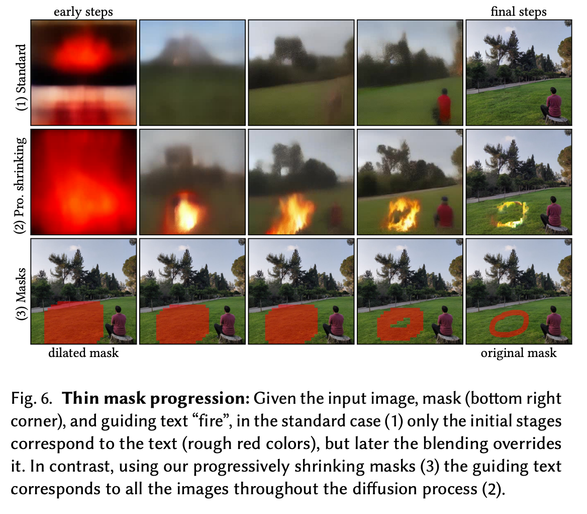 early steps
final steps
(1) Standard
(2) Pro. shrinking
(3) Masks
dilated mask
original mask
Fig. 6. Thin mask progression: Given the input image, mask (bottom right
corner), and guiding text “fire”, in the standard case (1) only the initial stages
correspond to the text (rough red colors), but later the blending overrides
it. In contrast, using our progressively shrinking masks (3) the guiding text
corresponds to all the images throughout the diffusion process (2).